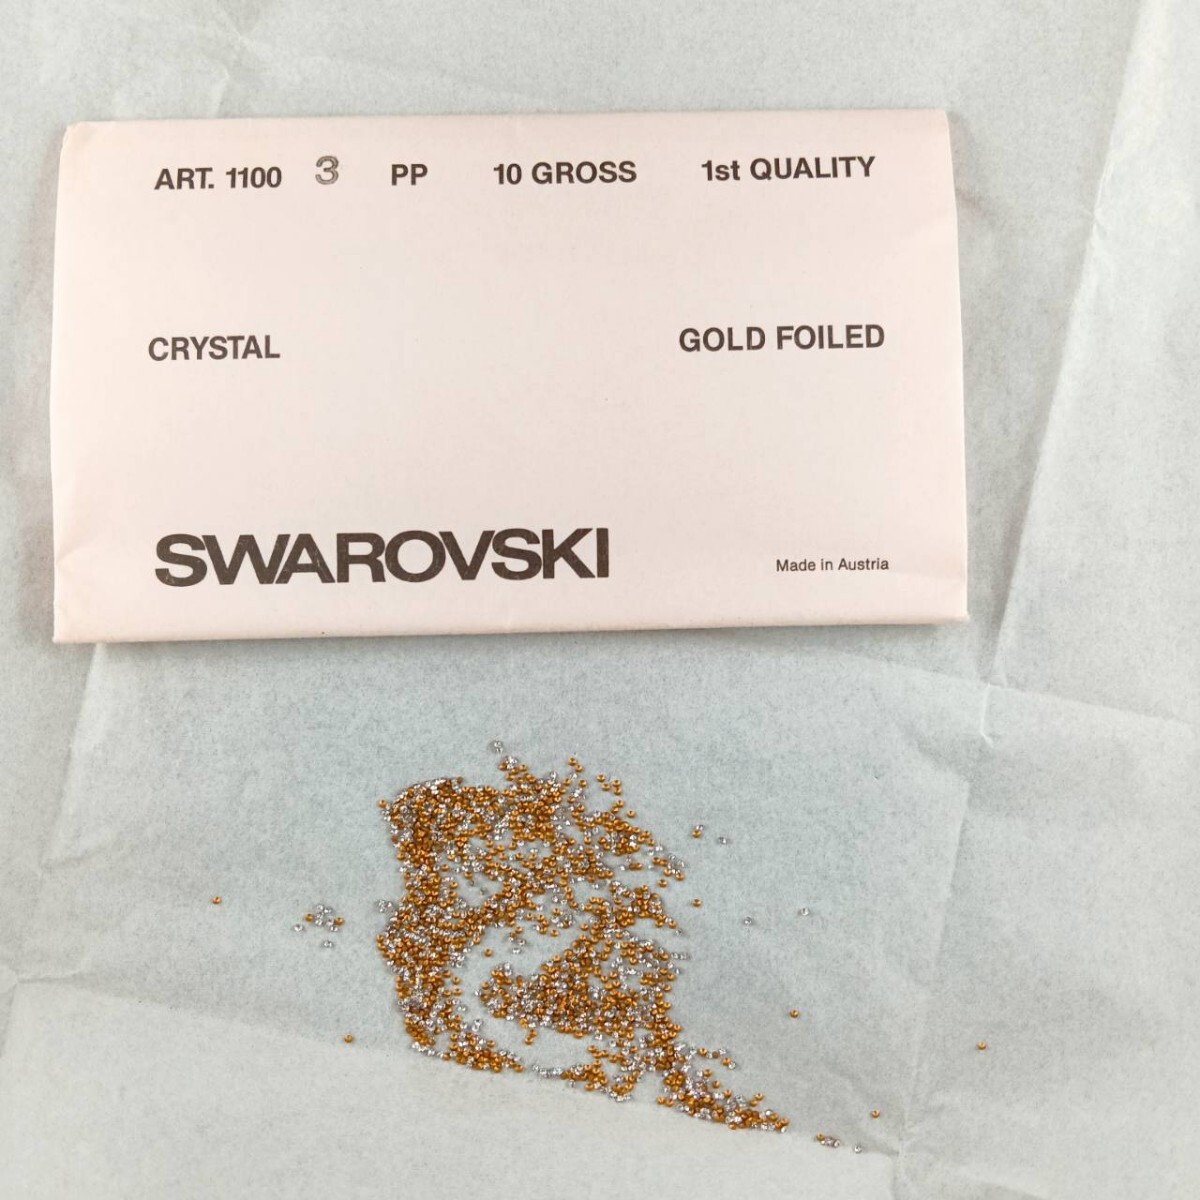 ART. 1100 3 PP 10 GROSS 1st QUALITY
CRYSTAL GOLD FOILED
SWAROVSKI Made in Austria